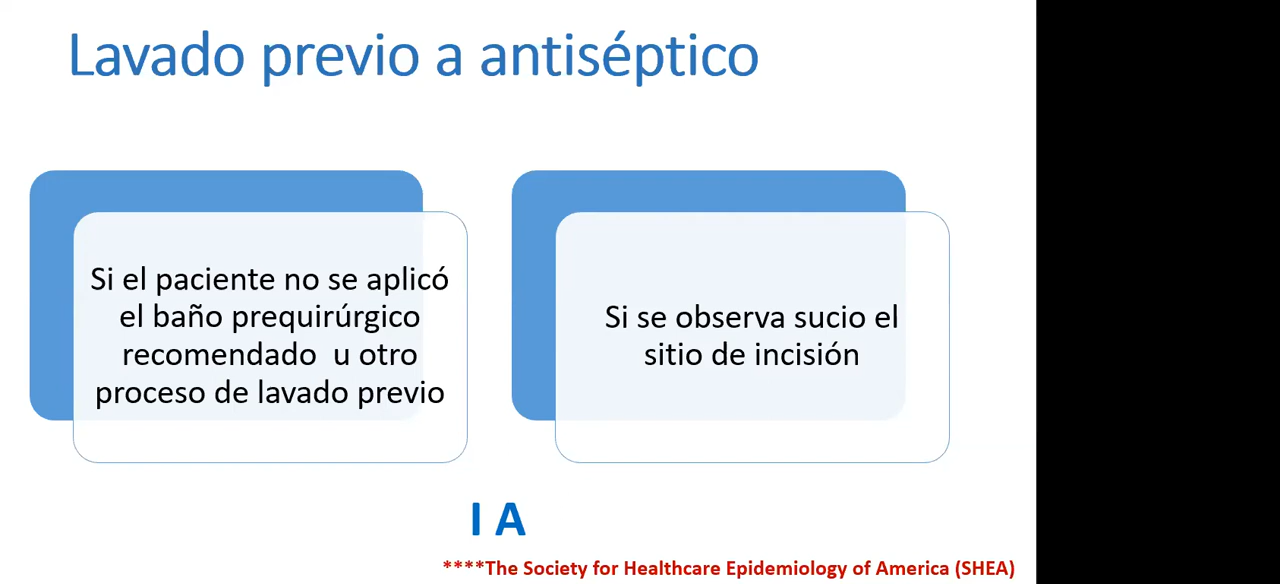 Lavado previo a antiséptico
Si el paciente no se aplicó
el baño prequirúrgico
recomendado u otro
proceso de lavado previo
Si se observa sucio el
sitio de incisión
I A
****The Society for Healthcare Epidemiology of America (SHEA)